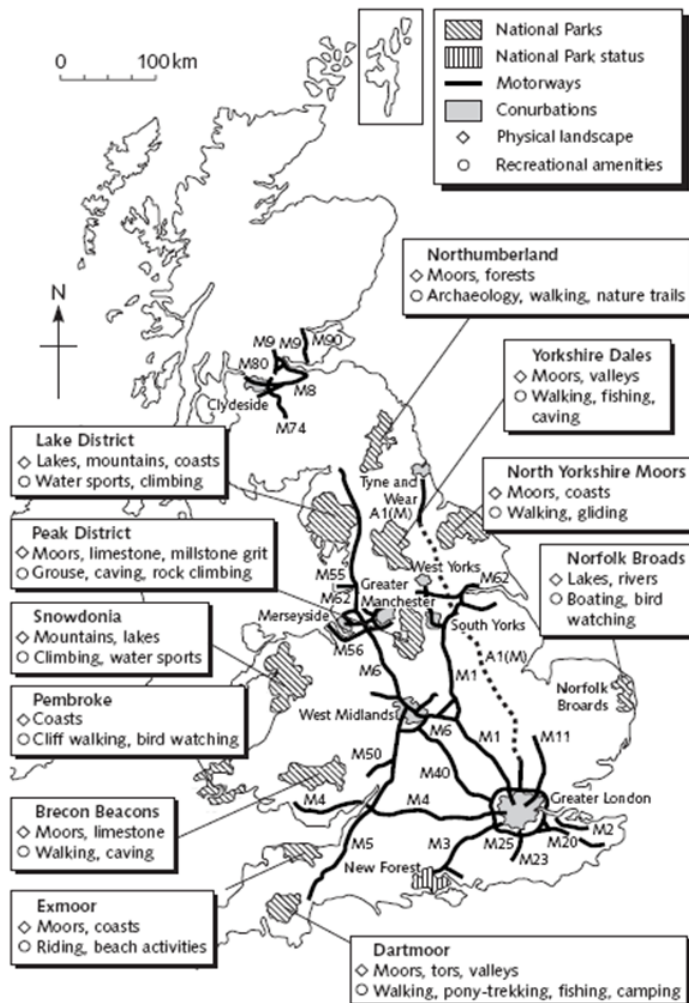 0 100km
National Parks
National Park status
Motorways
Conurbations
Physical landscape
Recreational amenities
N
Northumberland
Moors, forests
Archaeology, walking, nature trails
M9 M9 M90
M80
M8
Clydeside
M74
Yorkshire Dales
Moors, valleys
Walking, fishing,
caving
Lake District
Lakes, mountains, coasts
Water sports, climbing
Tyne and
Wear
A1(M)
North Yorkshire Moors
Moors, coasts
Walking, gliding
Peak District
Moors, limestone, millstone grit
Grouse, caving, rock climbing
Norfolk Broads
Lakes, rivers
Boating, bird
watching
M55
M62
Greater
Manchester
West Yorks
M62
Merseyside
South Yorks
M56
Snowdonia
Mountains, lakes
Climbing, water sports
M6
M1
A1(M)
Norfolk
Broads
Pembroke
Coasts
Cliff walking, bird watching
West Midlands
M6
M1
M11
M50
M40
Brecon Beacons
Moors, limestone
Walking, caving
M4
M4
Greater London
M5
M3
M25
M23
M20
M2
New Forest
Exmoor
Moors, coasts
Riding, beach activities
Dartmoor
Moors, tors, valleys
Walking, pony-trekking, fishing, camping